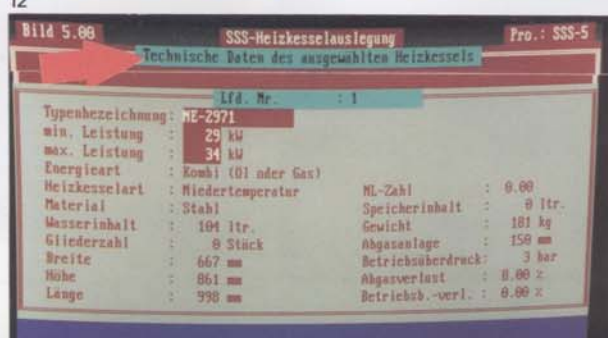 12
Bild 5.00 SSS-Heizkesselauslegung Pro.: SSS-5
Technische Daten des ausgewählten Heizkessels
Lfd. Nr. : 1
Typenbezeichnung: ME-2971
min. Leistung : 29 kW
max. Leistung : 34 kW
Energieart : Kombi (Öl oder Gas)
Heizkesselart : Niedertemperatur NL-Zahl : 0.00
Material : Stahl Speicherinhalt : 0 ltr.
Wasserinhalt : 104 ltr. Gewicht : 181 kg
Gliederzahl : 0 Stück Abgasanlage : 150 mm
Breite : 667 mm Betriebsüberdruck: 3 bar
Höhe : 861 mm Abgasverlust : 0.00 %
Länge : 998 mm Betriebsb.-verl. : 0.00 %